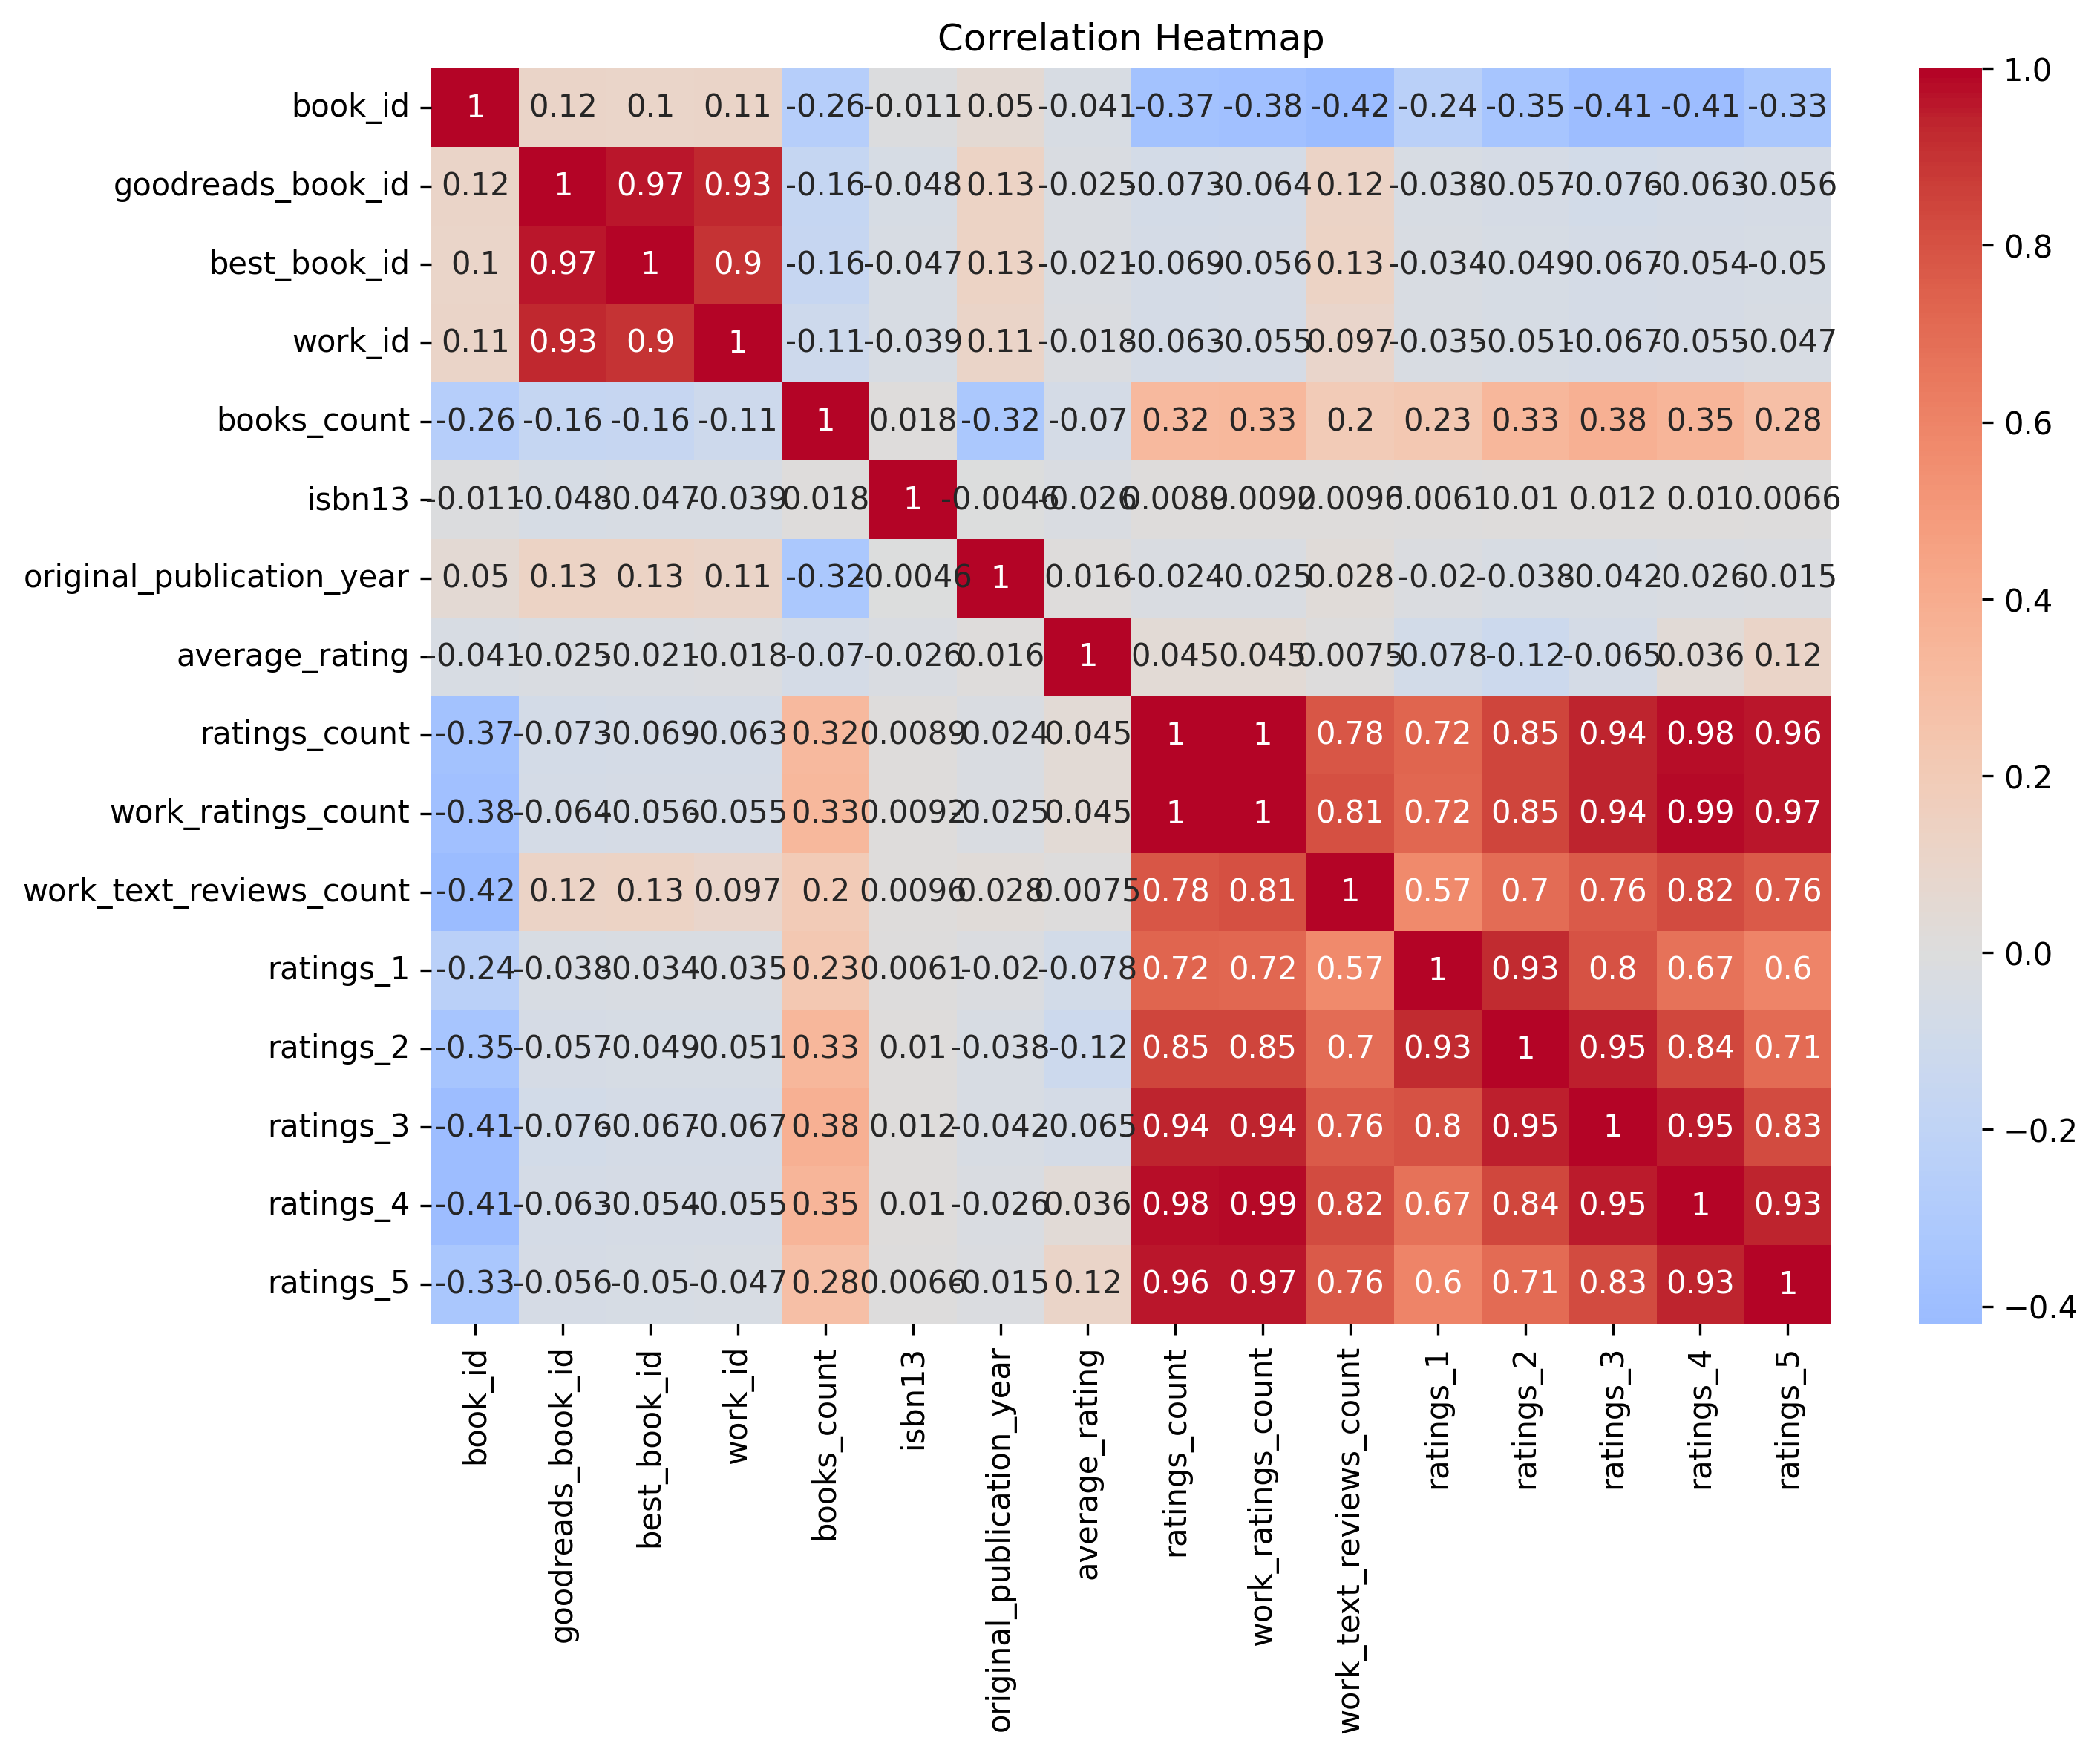 Correlation Heatmap
book_id 1 0.12 0.1 0.11 -0.26 -0.011 0.05 -0.041 -0.37 -0.38 -0.42 -0.24 -0.35 -0.41 -0.41 -0.33
goodreads_book_id 0.12 1 0.97 0.93 -0.16 -0.048 0.13 -0.025 -0.073 -0.064 0.12 -0.038 -0.057 -0.076 -0.063 -0.056
best_book_id 0.1 0.97 1 0.9 -0.16 -0.047 0.13 -0.021 -0.069 -0.056 0.13 -0.034 -0.049 -0.067 -0.054 -0.05
work_id 0.11 0.93 0.9 1 -0.11 -0.039 0.11 -0.018 -0.063 -0.055 0.097 -0.035 -0.051 -0.067 -0.055 -0.047
books_count -0.26 -0.16 -0.16 -0.11 1 0.018 -0.32 -0.07 0.32 0.33 0.2 0.23 0.33 0.38 0.35 0.28
isbn13 -0.011 -0.048 -0.047 -0.039 0.018 1 -0.0046 -0.026 0.0089 0.0092 0.0096 0.0061 0.01 0.012 0.01 0.0066
original_publication_year 0.05 0.13 0.13 0.11 -0.32 -0.0046 1 0.016 -0.024 -0.025 0.028 -0.02 -0.038 -0.042 -0.026 -0.015
average_rating -0.041 -0.025 -0.021 -0.018 -0.07 -0.026 0.016 1 0.045 0.045 0.0075 -0.078 -0.12 -0.065 0.036 0.12
ratings_count -0.37 -0.073 -0.069 -0.063 0.32 0.0089 -0.024 0.045 1 1 0.78 0.72 0.85 0.94 0.98 0.96
work_ratings_count -0.38 -0.064 -0.056 -0.055 0.33 0.0092 -0.025 0.045 1 1 0.81 0.72 0.85 0.94 0.99 0.97
work_text_reviews_count -0.42 0.12 0.13 0.097 0.2 0.0096 0.028 0.0075 0.78 0.81 1 0.57 0.7 0.76 0.82 0.76
ratings_1 -0.24 -0.038 -0.034 -0.035 0.23 0.0061 -0.02 -0.078 0.72 0.72 0.57 1 0.93 0.8 0.67 0.6
ratings_2 -0.35 -0.057 -0.049 -0.051 0.33 0.01 -0.038 -0.12 0.85 0.85 0.7 0.93 1 0.95 0.84 0.71
ratings_3 -0.41 -0.076 -0.067 -0.067 0.38 0.012 -0.042 -0.065 0.94 0.94 0.76 0.8 0.95 1 0.95 0.83
ratings_4 -0.41 -0.063 -0.054 -0.055 0.35 0.01 -0.026 0.036 0.98 0.99 0.82 0.67 0.84 0.95 1 0.93
ratings_5 -0.33 -0.056 -0.05 -0.047 0.28 0.0066 -0.015 0.12 0.96 0.97 0.76 0.6 0.71 0.83 0.93 1
book_id
goodreads_book_id
best_book_id
work_id
books_count
isbn13
original_publication_year
average_rating
ratings_count
work_ratings_count
work_text_reviews_count
ratings_1
ratings_2
ratings_3
ratings_4
ratings_5
1.0
0.8
0.6
0.4
0.2
0.0
−0.2
−0.4